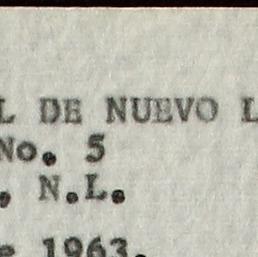 L DE NUEVO L
No. 5
, N.L.
e 1963.